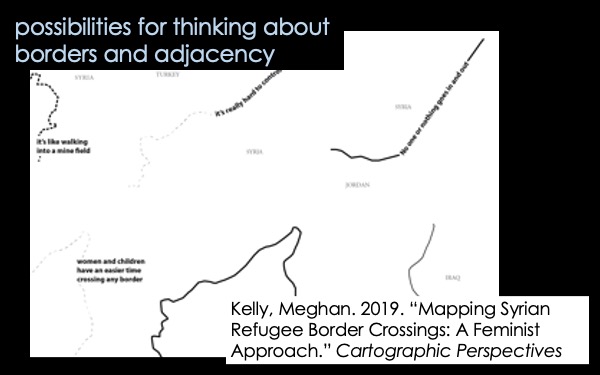 possibilities for thinking about
borders and adjacency
SYRIA
TURKEY
it's really hard to
SYRIA
No one or nothing goes in and out
it's like walking
into a mine field
SYRIA
JORDAN
women and children
have an easier time
crossing any border
IRAQ
Kelly, Meghan. 2019. “Mapping Syrian
Refugee Border Crossings: A Feminist
Approach.” Cartographic Perspectives